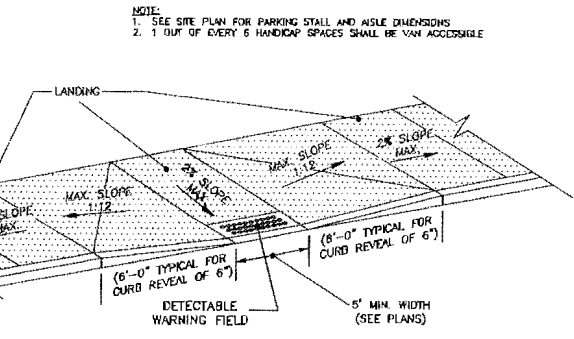 NOTE:
1. SEE SITE PLAN FOR PARKING STALL AND AISLE DIMENSIONS
2. 1 OUT OF EVERY 6 HANDICAP SPACES SHALL BE VAN ACCESSIBLE
LANDING
2% SLOPE
MAX.
MAX. SLOPE
1:12
2% SLOPE
MAX.
MAX. SLOPE
1:12
SLOPE
MAX.
(6'-0" TYPICAL FOR
CURB REVEAL OF 6")
(6'-0" TYPICAL FOR
CURB REVEAL OF 6")
DETECTABLE
WARNING FIELD
5' MIN. WIDTH
(SEE PLANS)